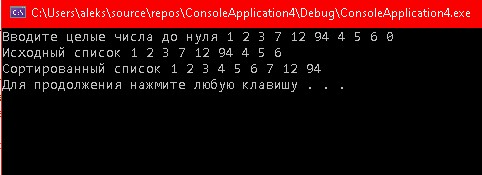 C:\Users\aleks\source\repos\ConsoleApplication4\Debug\ConsoleApplication4.exe
Введите целые числа до нуля 1 2 3 7 12 94 4 5 6 0
Исходный список 1 2 3 7 12 94 4 5 6
Сортированный список 1 2 3 4 5 6 7 12 94
Для продолжения нажмите любую клавишу . . .